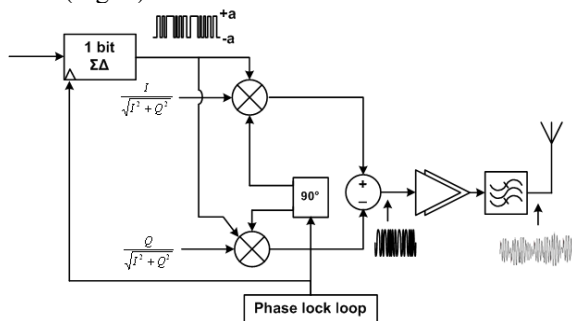 +a
-a
1 bit
ΣΔ
I
√I² + Q²
90°
+
−
Q
√I² + Q²
Phase lock loop